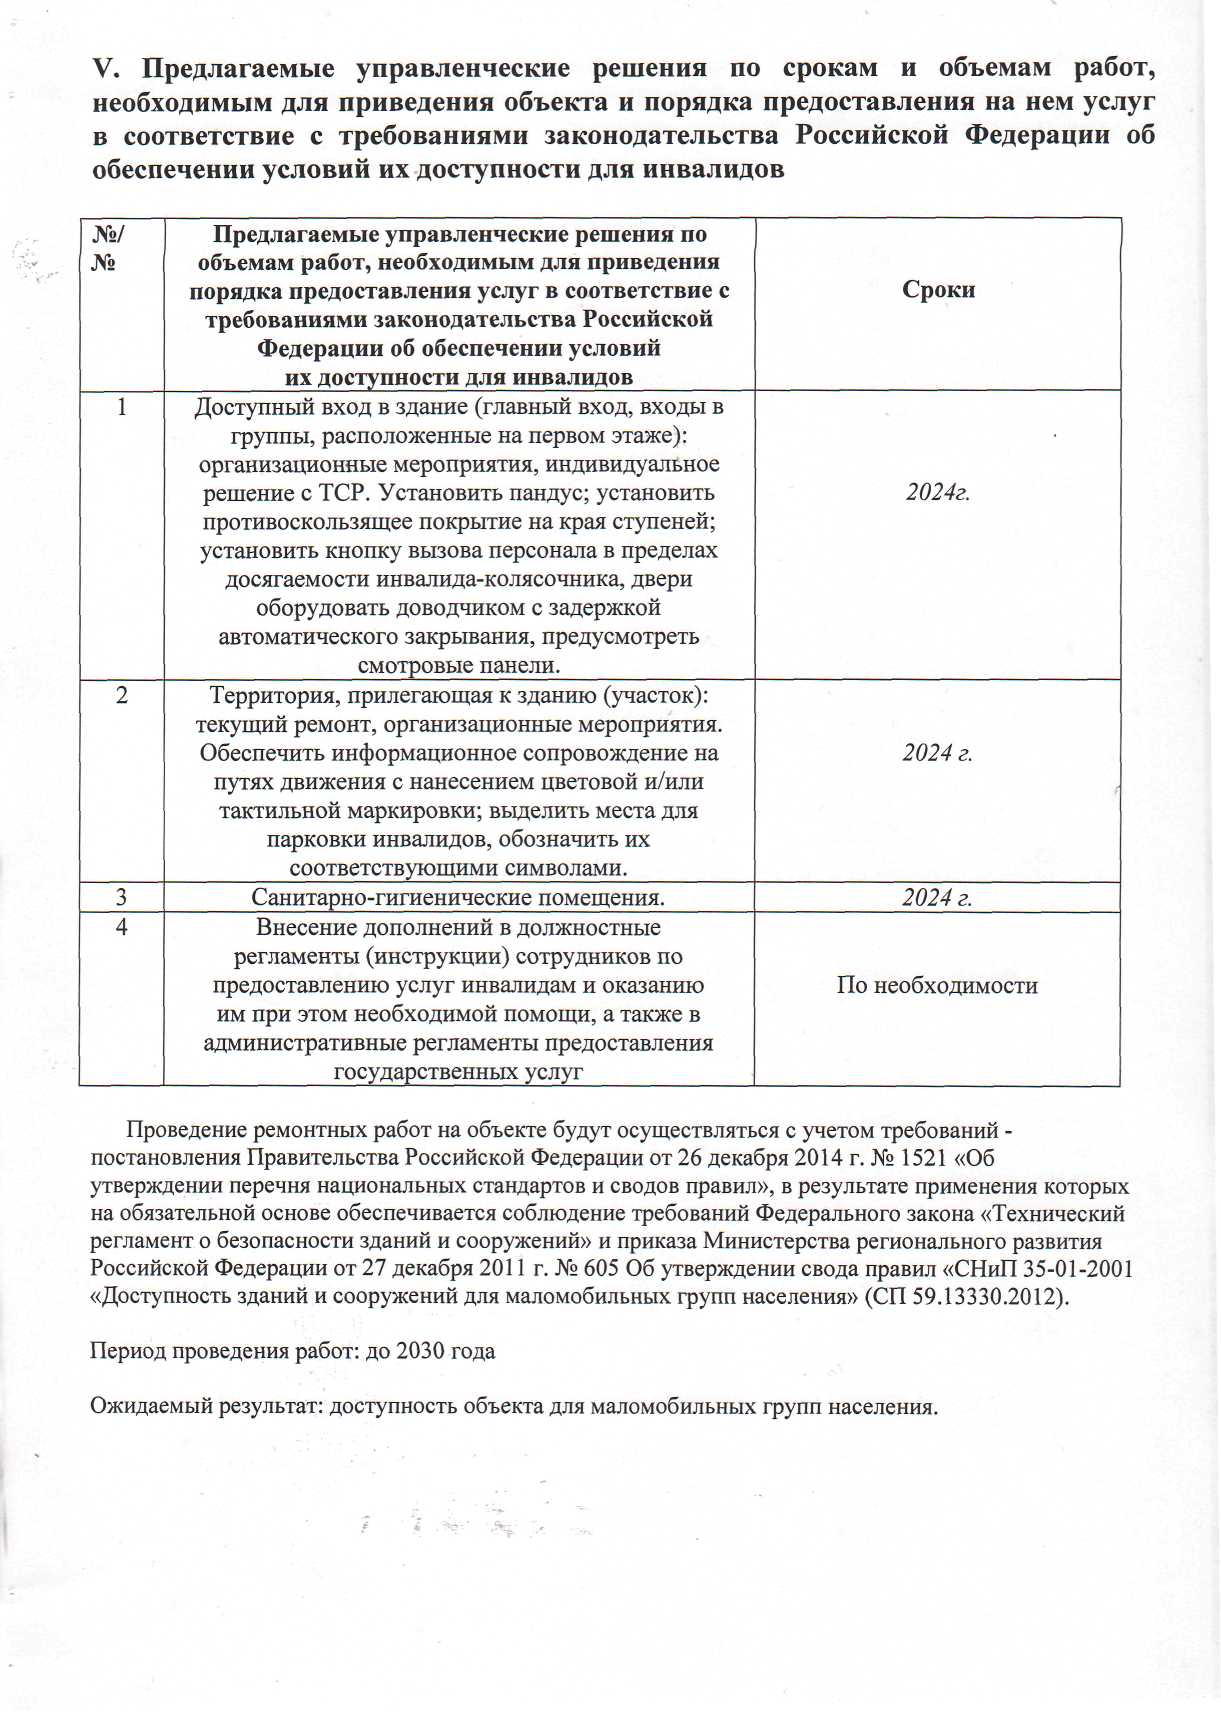 V. Предлагаемые управленческие решения по срокам и объемам работ,
необходимым для приведения объекта и порядка предоставления на нем услуг
в соответствие с требованиями законодательства Российской Федерации об
обеспечении условий их доступности для инвалидов
№/
№
Предлагаемые управленческие решения по
объемам работ, необходимым для приведения
порядка предоставления услуг в соответствие с
требованиями законодательства Российской
Федерации об обеспечении условий
их доступности для инвалидов
Сроки
1
Доступный вход в здание (главный вход, входы в
группы, расположенные на первом этаже):
организационные мероприятия, индивидуальное
решение с ТСР. Установить пандус; установить
противоскользящее покрытие на края ступеней;
установить кнопку вызова персонала в пределах
досягаемости инвалида-колясочника, двери
оборудовать доводчиком с задержкой
автоматического закрывания, предусмотреть
смотровые панели.
2024г.
2
Территория, прилегающая к зданию (участок):
текущий ремонт, организационные мероприятия.
Обеспечить информационное сопровождение на
путях движения с нанесением цветовой и/или
тактильной маркировки; выделить места для
парковки инвалидов, обозначить их
соответствующими символами.
2024 г.
3
Санитарно-гигиенические помещения.
2024 г.
4
Внесение дополнений в должностные
регламенты (инструкции) сотрудников по
предоставлению услуг инвалидам и оказанию
им при этом необходимой помощи, а также в
административные регламенты предоставления
государственных услуг
По необходимости
Проведение ремонтных работ на объекте будут осуществляться с учетом требований -
постановления Правительства Российской Федерации от 26 декабря 2014 г. № 1521 «Об
утверждении перечня национальных стандартов и сводов правил», в результате применения которых
на обязательной основе обеспечивается соблюдение требований Федерального закона «Технический
регламент о безопасности зданий и сооружений» и приказа Министерства регионального развития
Российской Федерации от 27 декабря 2011 г. № 605 Об утверждении свода правил «СНиП 35-01-2001
«Доступность зданий и сооружений для маломобильных групп населения» (СП 59.13330.2012).
Период проведения работ: до 2030 года
Ожидаемый результат: доступность объекта для маломобильных групп населения.